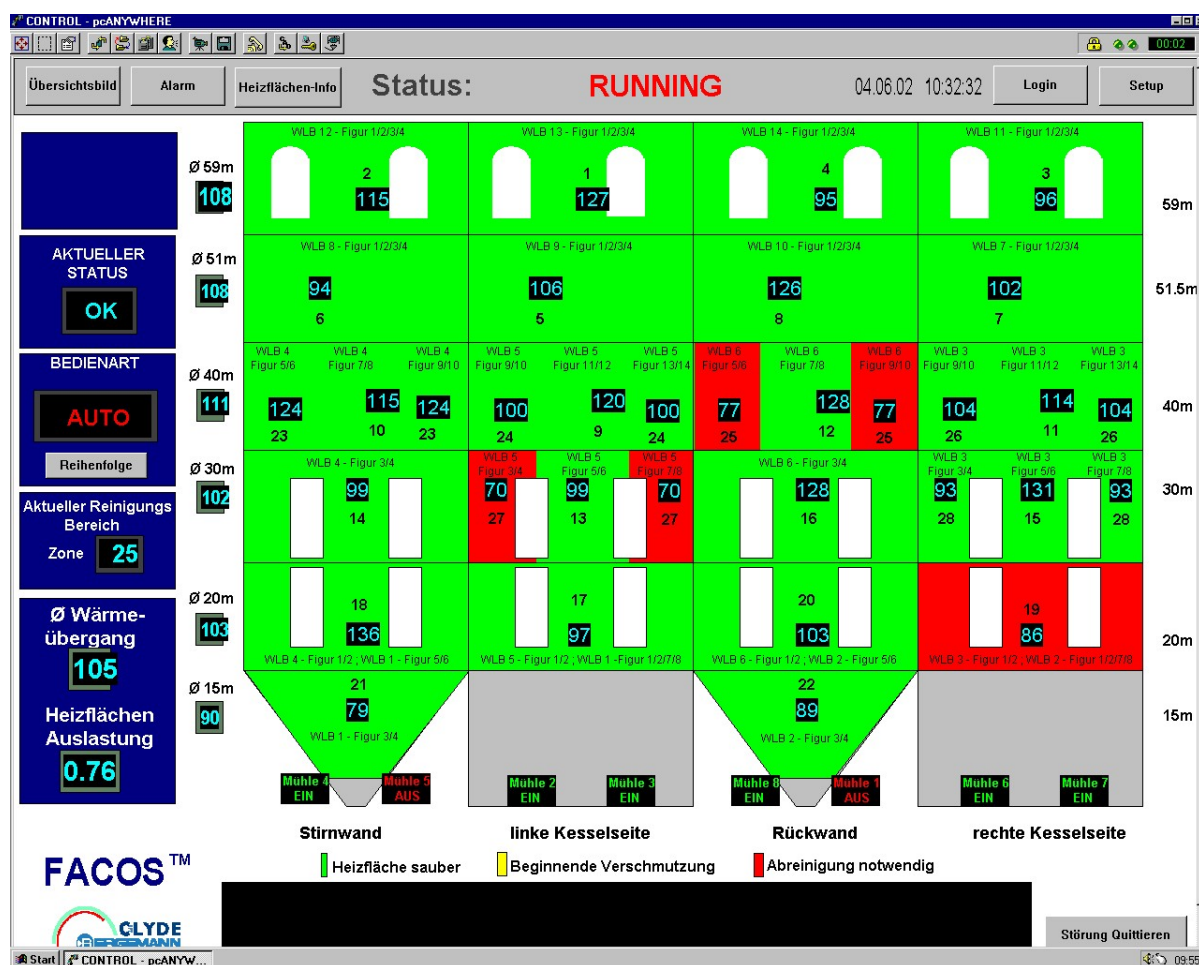 CONTROL - pcANYWHERE
00:02
Übersichtsbild
Alarm
Heizflächen-Info
Status:
RUNNING
04.06.02 10:32:32
Login
Setup
WLB 12 - Figur 1/2/3/4
WLB 13 - Figur 1/2/3/4
WLB 14 - Figur 1/2/3/4
WLB 11 - Figur 1/2/3/4
Ø 59m
108
2
115
1
127
4
95
3
96
59m
AKTUELLER
STATUS
OK
Ø 51m
108
WLB 8 - Figur 1/2/3/4
WLB 9 - Figur 1/2/3/4
WLB 10 - Figur 1/2/3/4
WLB 7 - Figur 1/2/3/4
94
6
106
5
126
8
102
7
51.5m
BEDIENART
AUTO
Reihenfolge
Ø 40m
111
WLB 4
Figur 5/6
WLB 4
Figur 7/8
WLB 4
Figur 9/10
WLB 5
Figur 9/10
WLB 5
Figur 11/12
WLB 5
Figur 13/14
WLB 6
Figur 5/6
WLB 6
Figur 7/8
WLB 6
Figur 9/10
WLB 3
Figur 9/10
WLB 3
Figur 11/12
WLB 3
Figur 13/14
124
23
115
10
124
23
100
24
120
9
100
24
77
25
128
12
77
25
104
26
114
11
104
26
40m
Ø 30m
102
WLB 4 - Figur 3/4
99
14
WLB 5
Figur 3/4
70
27
WLB 5
Figur 5/6
99
13
WLB 5
Figur 7/8
70
27
WLB 6 - Figur 3/4
128
16
WLB 3
Figur 3/4
93
28
WLB 3
Figur 5/6
131
15
WLB 3
Figur 7/8
93
28
30m
Aktueller Reinigungs
Bereich
Zone 25
Ø 20m
103
18
136
WLB 4 - Figur 1/2 ; WLB 1 - Figur 5/6
17
97
WLB 5 - Figur 1/2 ; WLB 1 -Figur 1/2/7/8
20
103
WLB 6 - Figur 1/2 ; WLB 2 - Figur 5/6
19
86
WLB 3 - Figur 1/2 ; WLB 2 - Figur 1/2/7/8
20m
Ø Wärme-
übergang
105
Heizflächen
Auslastung
0.76
Ø 15m
90
21
79
WLB 1 - Figur 3/4
22
89
WLB 2 - Figur 3/4
15m
Mühle 4
EIN
Mühle 5
AUS
Mühle 2
EIN
Mühle 3
EIN
Mühle 8
EIN
Mühle 1
AUS
Mühle 6
EIN
Mühle 7
EIN
Stirnwand
linke Kesselseite
Rückwand
rechte Kesselseite
Heizfläche sauber
Beginnende Verschmutzung
Abreinigung notwendig
FACOS™
CLYDE
BERGEMANN
Störung Quittieren
Start
CONTROL - pcANYW...
09:55